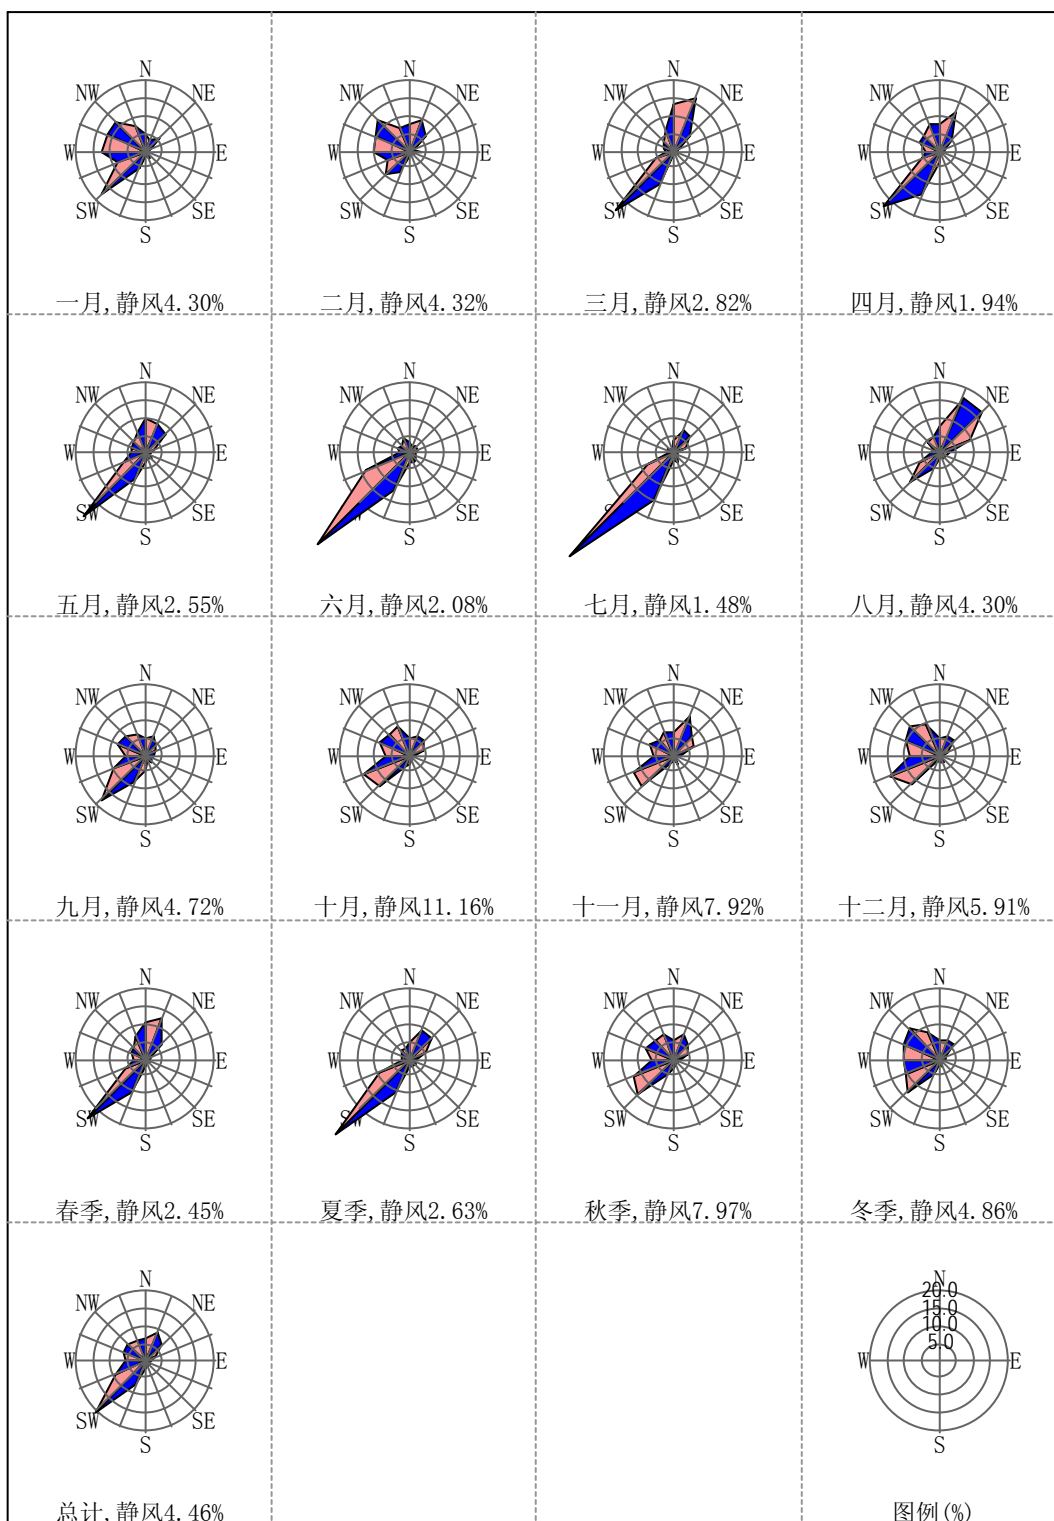 N N N N
NW NE NW NE NW NE NW NE
W E W E W E W E
SW SE SW SE SW SE SW SE
S S S S
一月,静风4.30% 二月,静风4.32% 三月,静风2.82% 四月,静风1.94%
N N N N
NW NE NW NE NW NE NW NE
W E W E W E W E
SW SE SE SW SE SW SE
S S S S
五月,静风2.55% 六月,静风2.08% 七月,静风1.48% 八月,静风4.30%
N N N N
NW NE NW NE NW NE NW NE
W E W E W E W E
SW SE SW SE SW SE SW SE
S S S S
九月,静风4.72% 十月,静风11.16% 十一月,静风7.92% 十二月,静风5.91%
N N N N
NW NE NW NE NW NE NW NE
W E W E W E W E
SW SE SW SE SW SE SW SE
S S S S
春季,静风2.45% 夏季,静风2.63% 秋季,静风7.97% 冬季,静风4.86%
N N
20.0
NW NE
15.0
10.0
5.0
W E W E
SW SE
S S
总计,静风4.46% 图例(%)